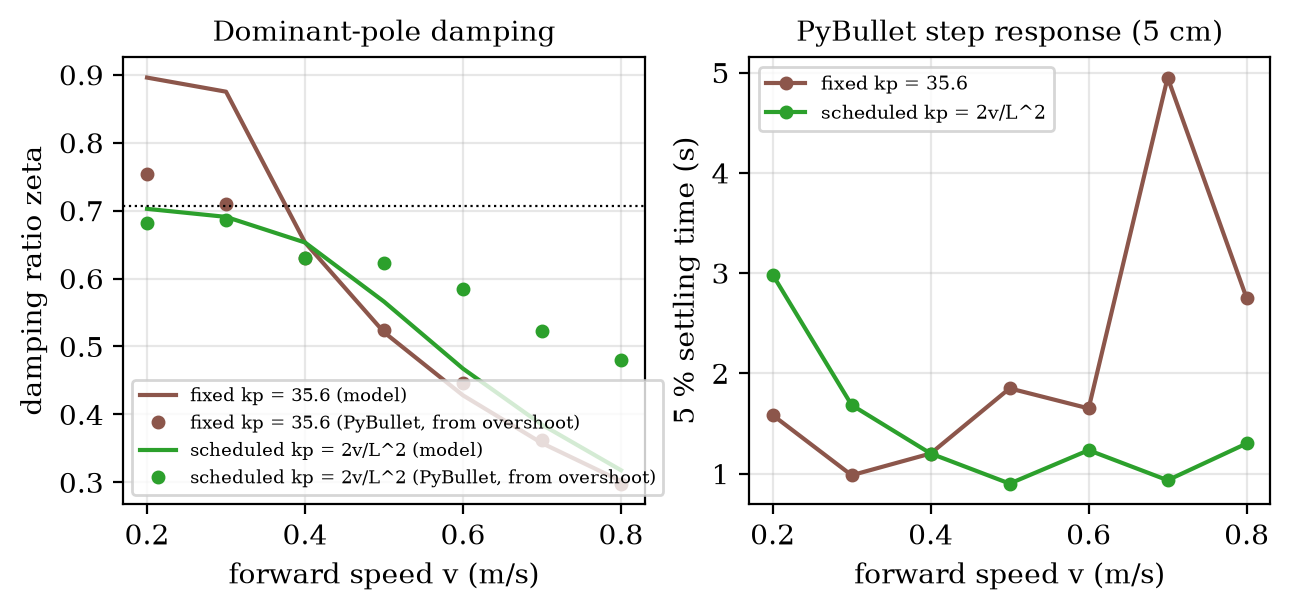 Dominant-pole damping
damping ratio zeta
0.9
0.8
0.7
0.6
0.5
0.4
0.3
fixed kp = 35.6 (model)
fixed kp = 35.6 (PyBullet, from overshoot)
scheduled kp = 2v/L^2 (model)
scheduled kp = 2v/L^2 (PyBullet, from overshoot)
0.2 0.4 0.6 0.8
forward speed v (m/s)
PyBullet step response (5 cm)
5 % settling time (s)
5
4
3
2
1
fixed kp = 35.6
scheduled kp = 2v/L^2
0.2 0.4 0.6 0.8
forward speed v (m/s)